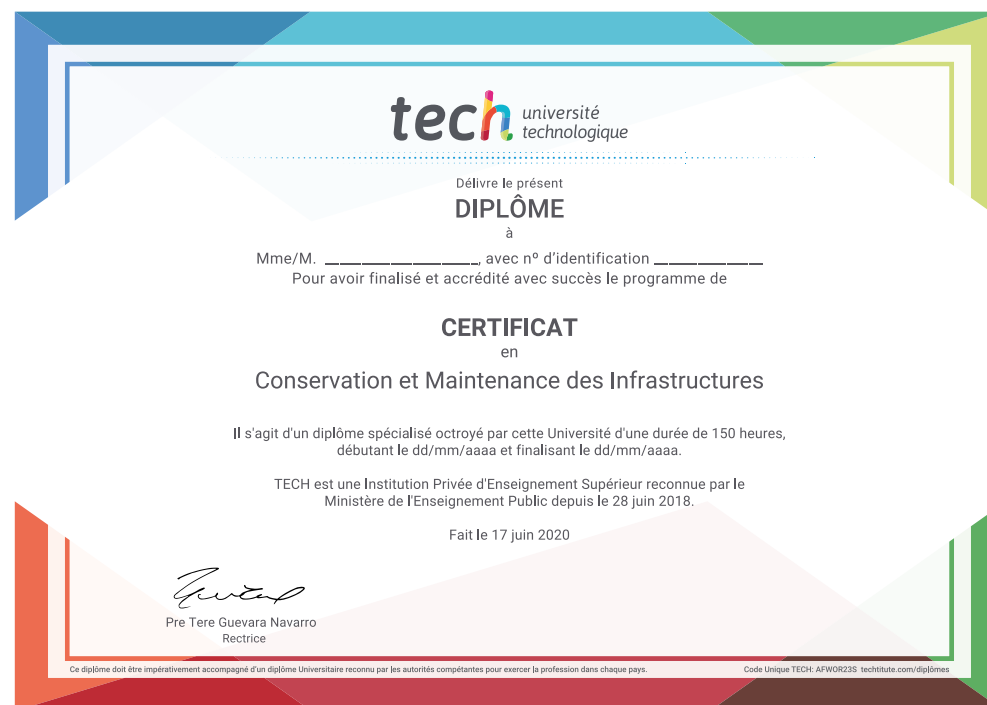 tech université
technologique
Délivre le présent
DIPLÔME
à
Mme/M. ____________________, avec nº d'identification ______________
Pour avoir finalisé et accrédité avec succès le programme de
CERTIFICAT
en
Conservation et Maintenance des Infrastructures
Il s'agit d'un diplôme spécialisé octroyé par cette Université d'une durée de 150 heures,
débutant le dd/mm/aaaa et finalisant le dd/mm/aaaa.
TECH est une Institution Privée d'Enseignement Supérieur reconnue par le
Ministère de l'Enseignement Public depuis le 28 juin 2018.
Fait le 17 juin 2020
Pre Tere Guevara Navarro
Rectrice
Ce diplôme doit être impérativement accompagné d'un diplôme Universitaire reconnu par les autorités compétantes pour exercer la profession dans chaque pays.
Code Unique TECH: AFWOR23S techtitute.com/diplômes